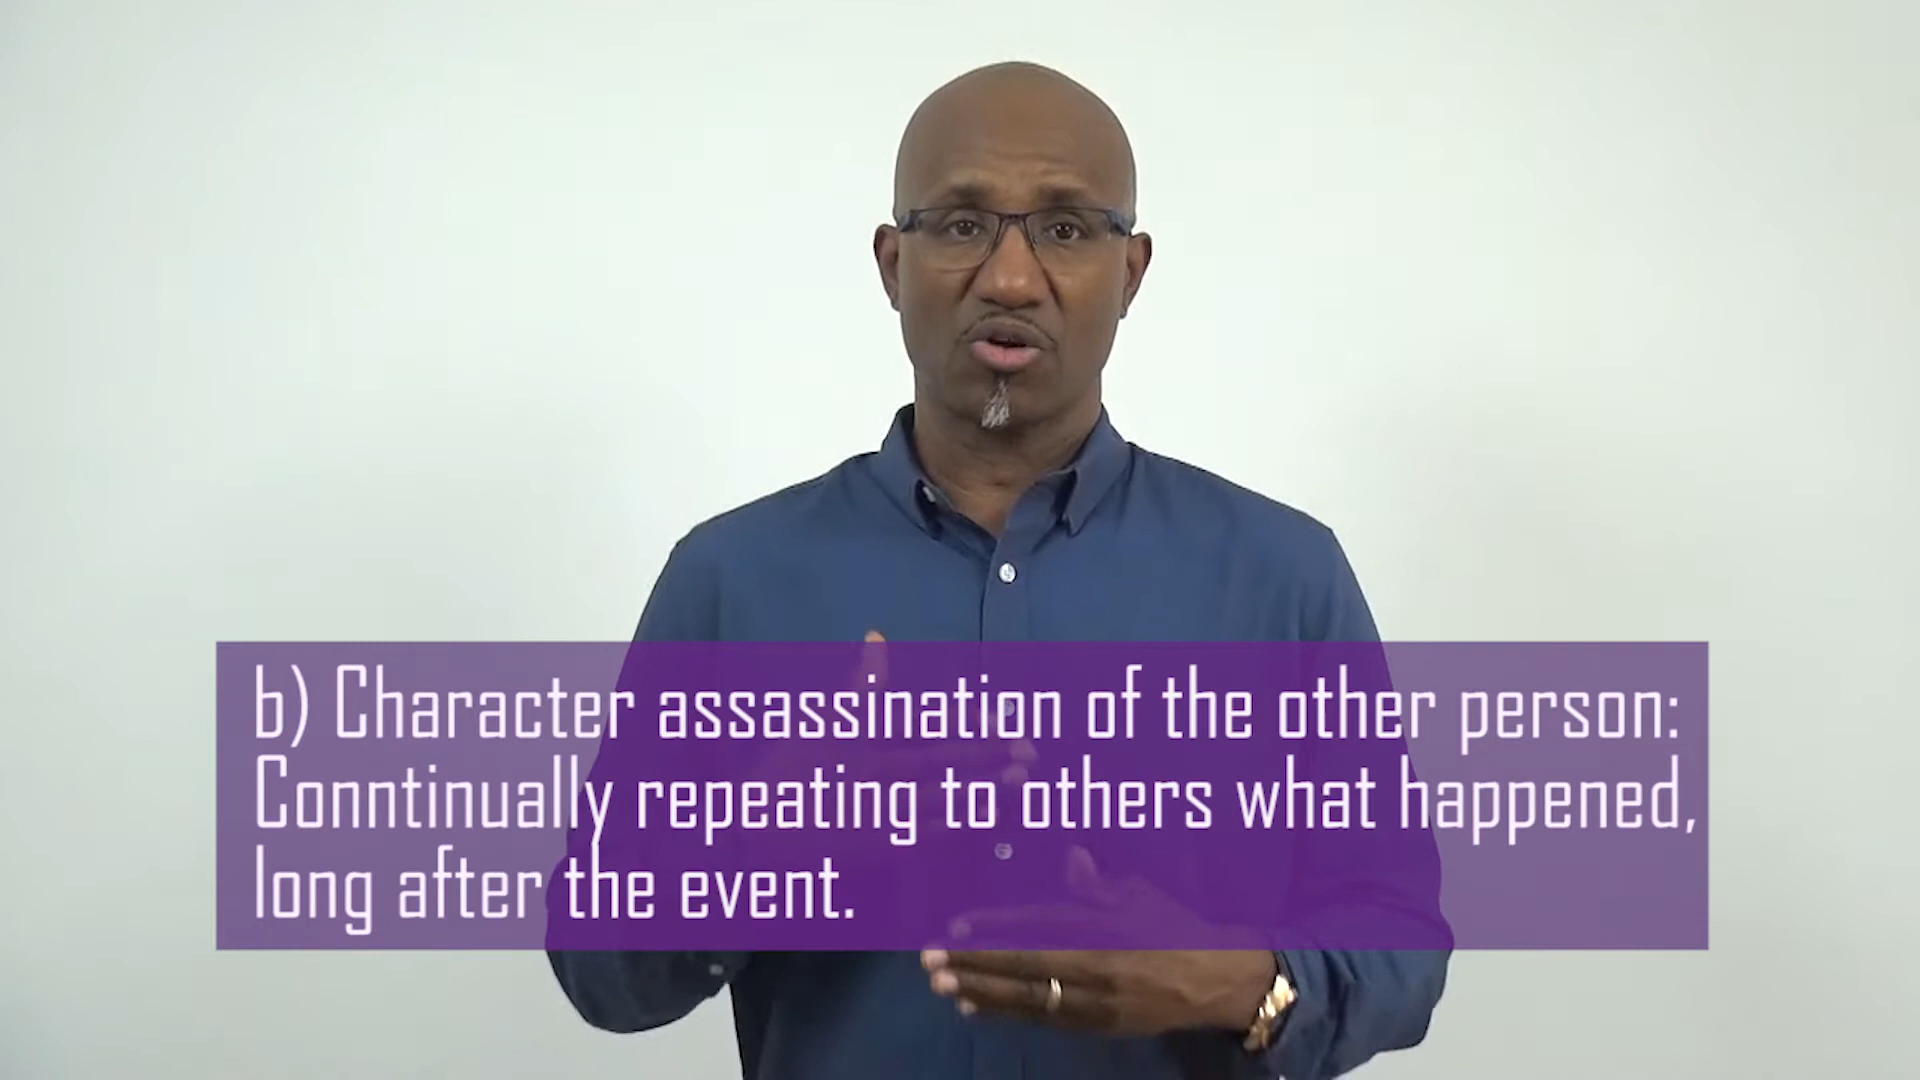 b) Character assassination of the other person:
Conntinually repeating to others what happened,
long after the event.